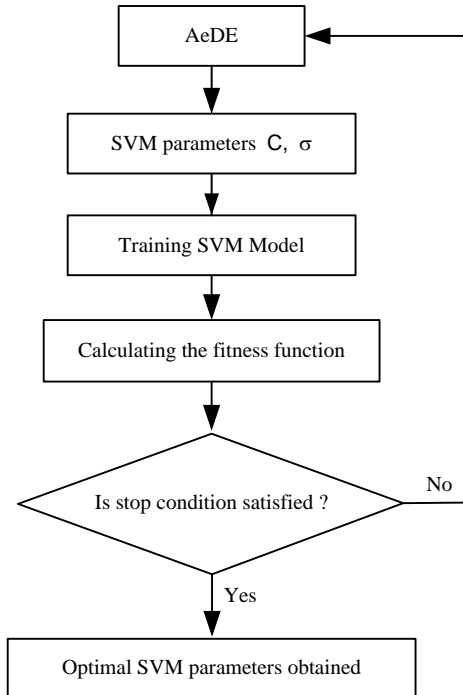 AeDE
SVM parameters C, σ
Training SVM Model
Calculating the fitness function
Is stop condition satisfied ?
No
Yes
Optimal SVM parameters obtained